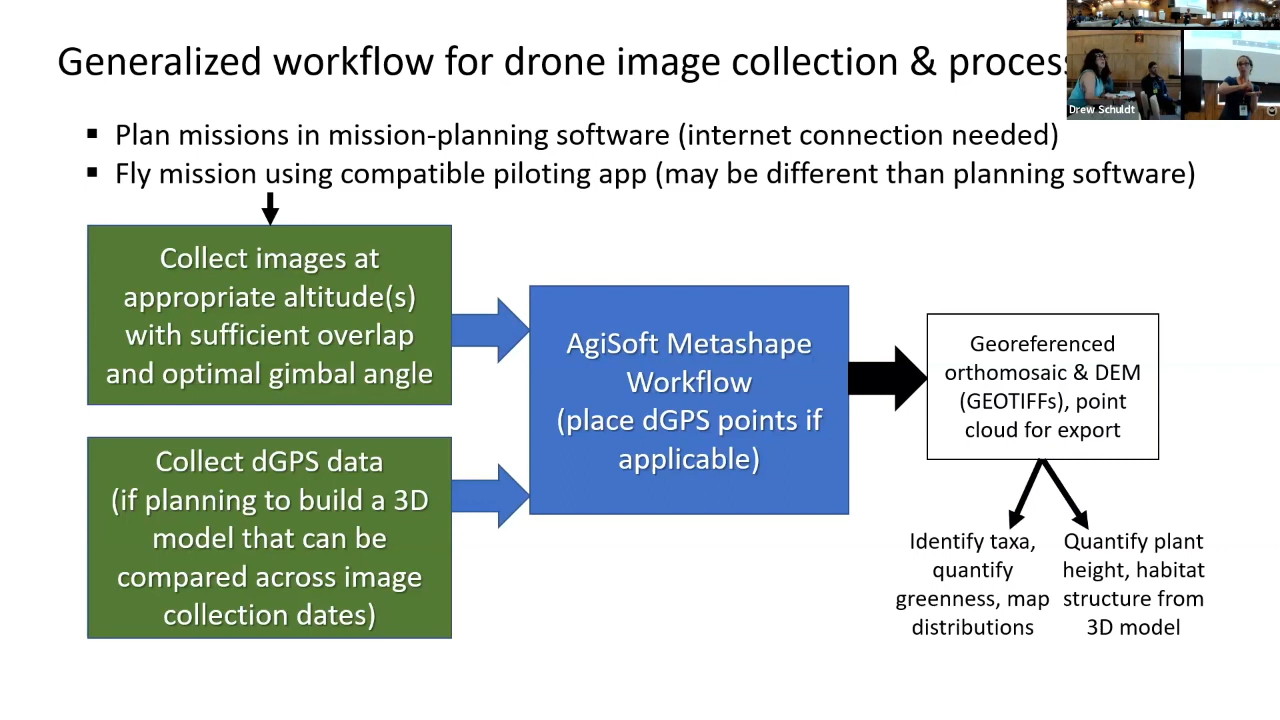 Generalized workflow for drone image collection & process
Drew Schuldt
▪ Plan missions in mission-planning software (internet connection needed)
▪ Fly mission using compatible piloting app (may be different than planning software)
Collect images at
appropriate altitude(s)
with sufficient overlap
and optimal gimbal angle
Collect dGPS data
(if planning to build a 3D
model that can be
compared across image
collection dates)
AgiSoft Metashape
Workflow
(place dGPS points if
applicable)
Georeferenced
orthomosaic & DEM
(GEOTIFFs), point
cloud for export
Identify taxa,
quantify
greenness, map
distributions
Quantify plant
height, habitat
structure from
3D model